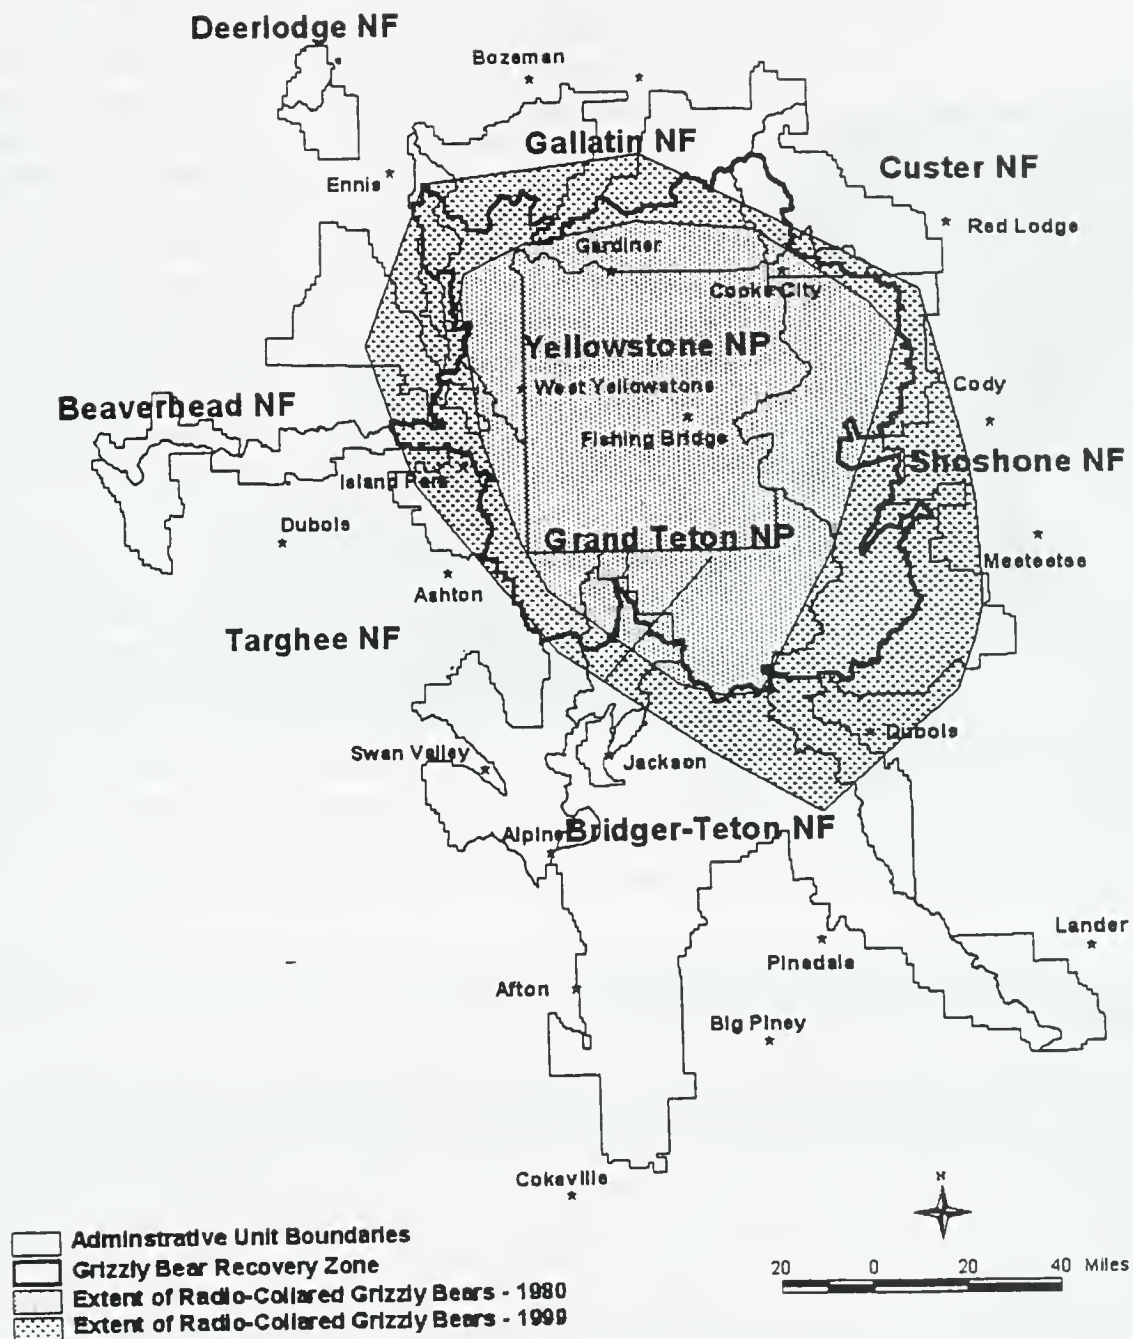 Deerlodge NF
Bozeman
Gallatin NF
Custer NF
Ennis
Red Lodge
Gardiner
Cooke City
Yellowstone NP
West Yellowstone
Cody
Beaverhead NF
Fishing Bridge
Shoshone NF
Island Park
Dubois
Grand Teton NP
Meeteetse
Ashton
Targhee NF
Dubois
Swan Valley
Jackson
Alpine
Bridger-Teton NF
Lander
Pinedale
Afton
Big Piney
Cokeville
N
Adminstrative Unit Boundaries
Grizzly Bear Recovery Zone
Extent of Radio-Collared Grizzly Bears - 1980
Extent of Radio-Collared Grizzly Bears - 1999
20 0 20 40 Miles